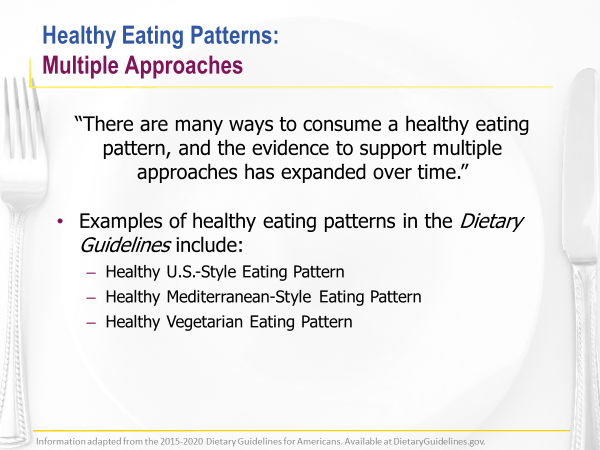 Healthy Eating Patterns:
Multiple Approaches
“There are many ways to consume a healthy eating
pattern, and the evidence to support multiple
approaches has expanded over time.”
• Examples of healthy eating patterns in the Dietary
Guidelines include:
– Healthy U.S.-Style Eating Pattern
– Healthy Mediterranean-Style Eating Pattern
– Healthy Vegetarian Eating Pattern
Information adapted from the 2015-2020 Dietary Guidelines for Americans. Available at DietaryGuidelines.gov.